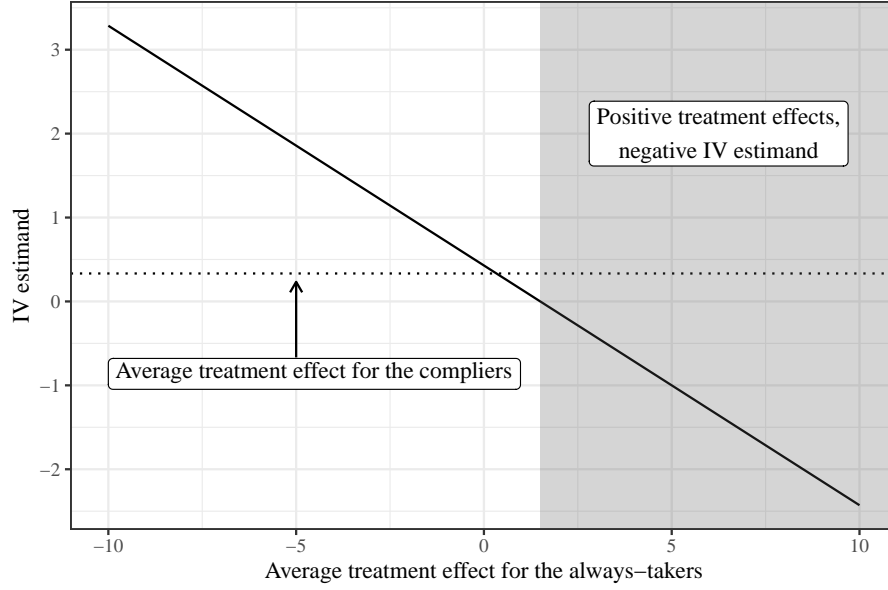 3
2
1
0
−1
−2
IV estimand
Positive treatment effects,
negative IV estimand
Average treatment effect for the compliers
−10
−5
0
5
10
Average treatment effect for the always−takers